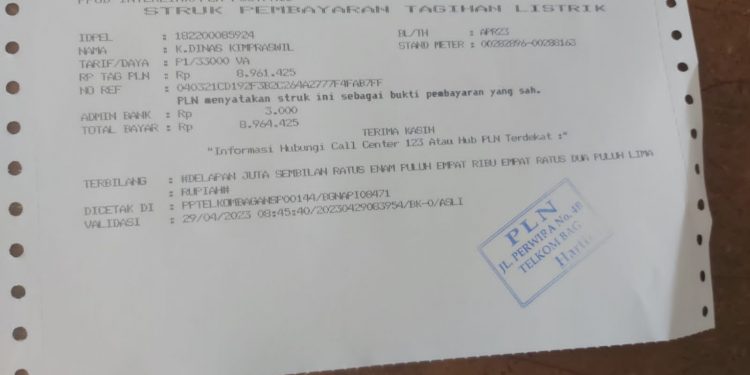 STRUK PEMBAYARAN TAGIHAN LISTRIK
IDPEL : 182200085924
NAMA : K.DINAS KIMPRASWIL
TARIF/DAYA : P1/33000 VA
RP TAG PLN : Rp 8.961.425
NO REF : 040321CD192F3B2C264A2777F4FAB7FF
BL/TH : APR23
STAND METER : 00282896-00288163
PLN menyatakan struk ini sebagai bukti pembayaran yang sah.
ADMIN BANK : Rp 3.000
TOTAL BAYAR : Rp 8.964.425
TERIMA KASIH
"Informasi Hubungi Call Center 123 Atau Hub PLN Terdekat :"
TERBILANG : #DELAPAN JUTA SEMBILAN RATUS ENAM PULUH EMPAT RIBU EMPAT RATUS DUA PULUH LIMA
: RUPIAH#
DICETAK DI : PPTELKOMBAGANSP00144/BGNAPI08471
VALIDASI : 29/04/2023 08:45:40/20230429083954/BK-0/ASLI
PLN
JL. PERWIRA No. 4B
TELKOM BAG